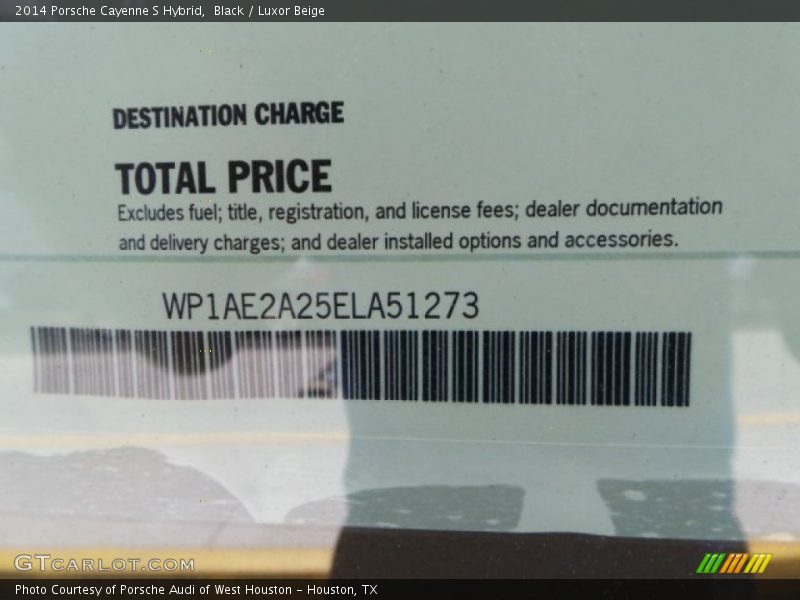 2014 Porsche Cayenne S Hybrid, Black / Luxor Beige
DESTINATION CHARGE
TOTAL PRICE
Excludes fuel; title, registration, and license fees; dealer documentation
and delivery charges; and dealer installed options and accessories.
WP1AE2A25ELA51273
GTCARLOT.COM
Photo Courtesy of Porsche Audi of West Houston - Houston, TX